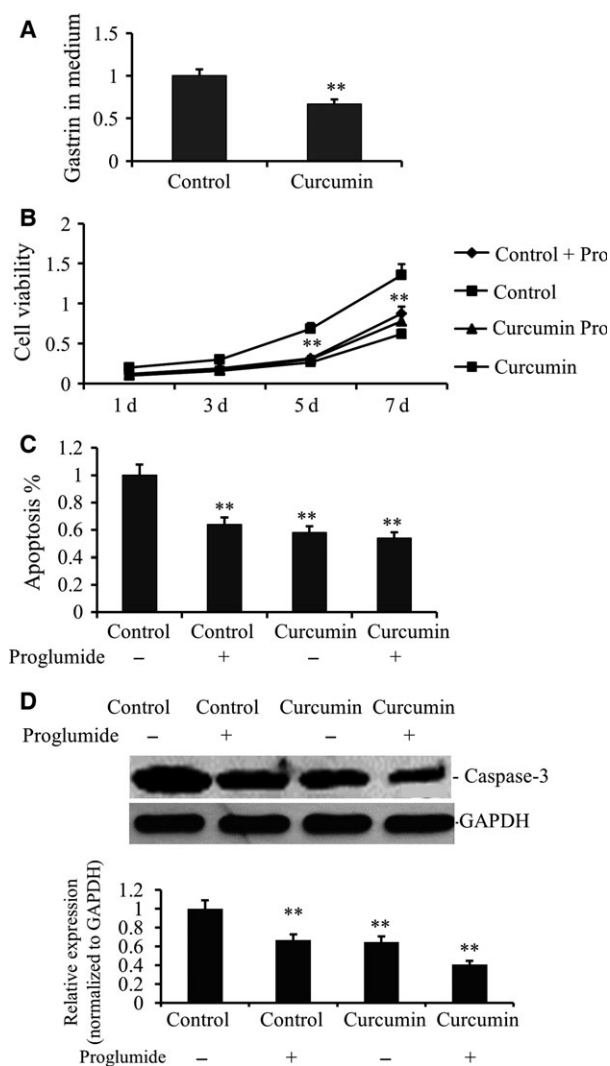 A
Gastrin in medium
1.5
1
0.5
0
**
Control Curcumin
B
Cell viability
2
1.5
1
0.5
0
**
**
1 d 3 d 5 d 7 d
Control + Pro
Control
Curcumin Pro
Curcumin
C
Apoptosis %
1.2
1
0.8
0.6
0.4
0.2
0
** ** **
Control Control Curcumin Curcumin
Proglumide – + – +
D
Control Control Curcumin Curcumin
Proglumide – + – +
- Caspase-3
-GAPDH
Relative expression
(normalized to GAPDH)
1.2
1
0.8
0.6
0.4
0.2
0
** ** **
Control Control Curcumin Curcumin
Proglumide – + – +